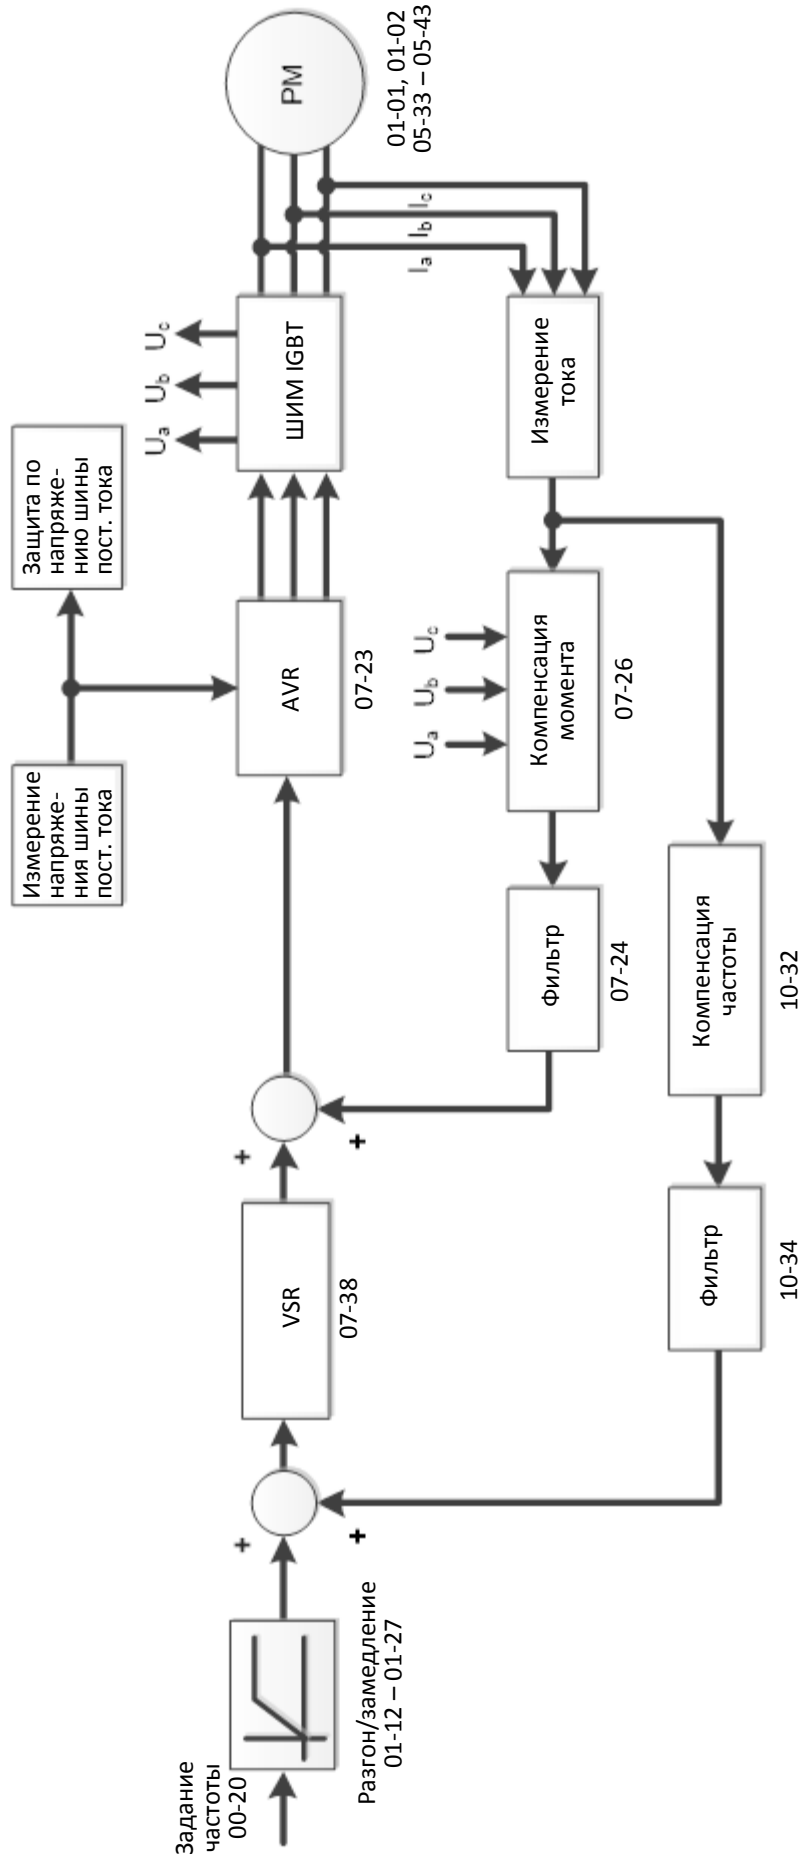 Задание
частоты
00-20
Разгон/замедление
01-12 – 01-27
+
+
VSR
07-38
+
+
Измерение
напряже-
ния шины
пост. тока
Защита по
напряже-
нию шины
пост. тока
AVR
07-23
Ua
Ub
Uc
ШИМ IGBT
PM
01-01, 01-02
05-33 – 05-43
Ia
Ib
Ic
Измерение
тока
Ua
Ub
Uc
Компенсация
момента
07-26
Фильтр
07-24
Компенсация
частоты
10-32
Фильтр
10-34